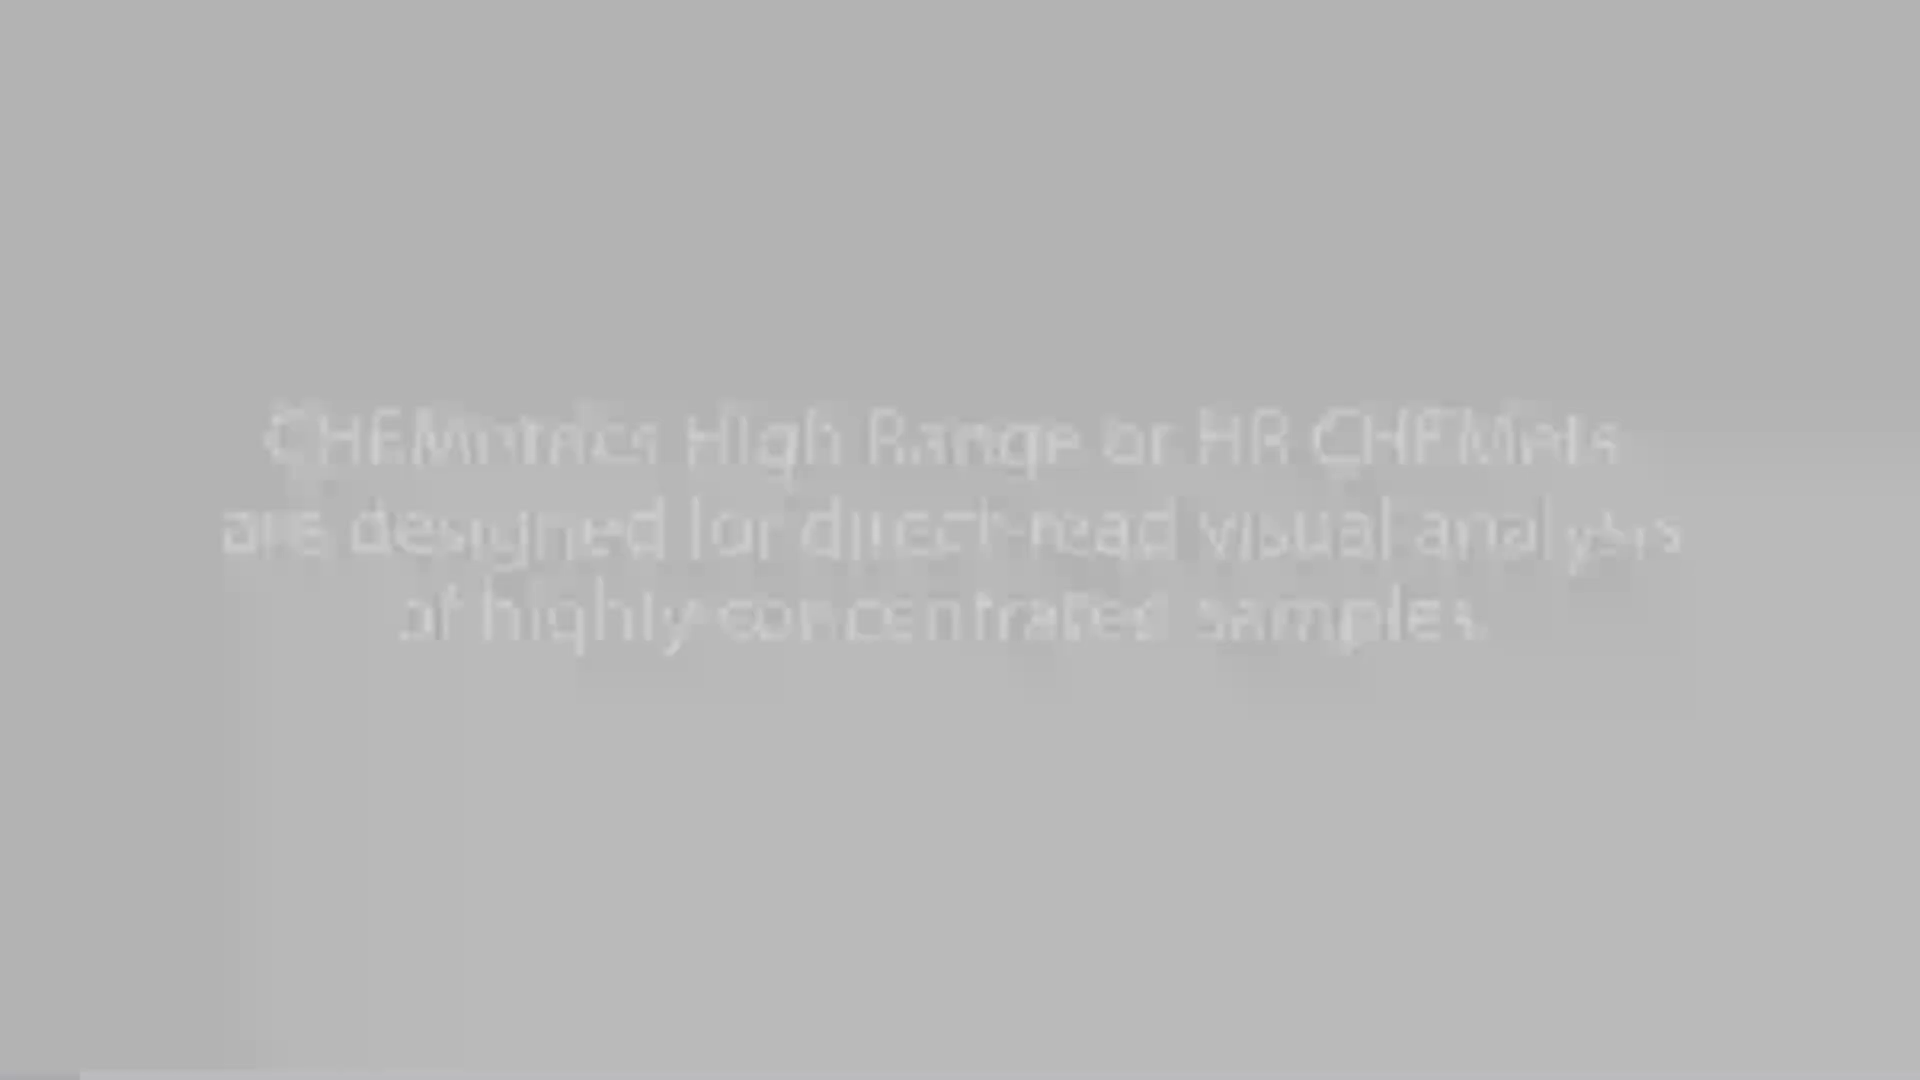 CHEMetrics High Range or HR CHEMets
are designed for direct-read visual analysis
of highly concentrated samples.